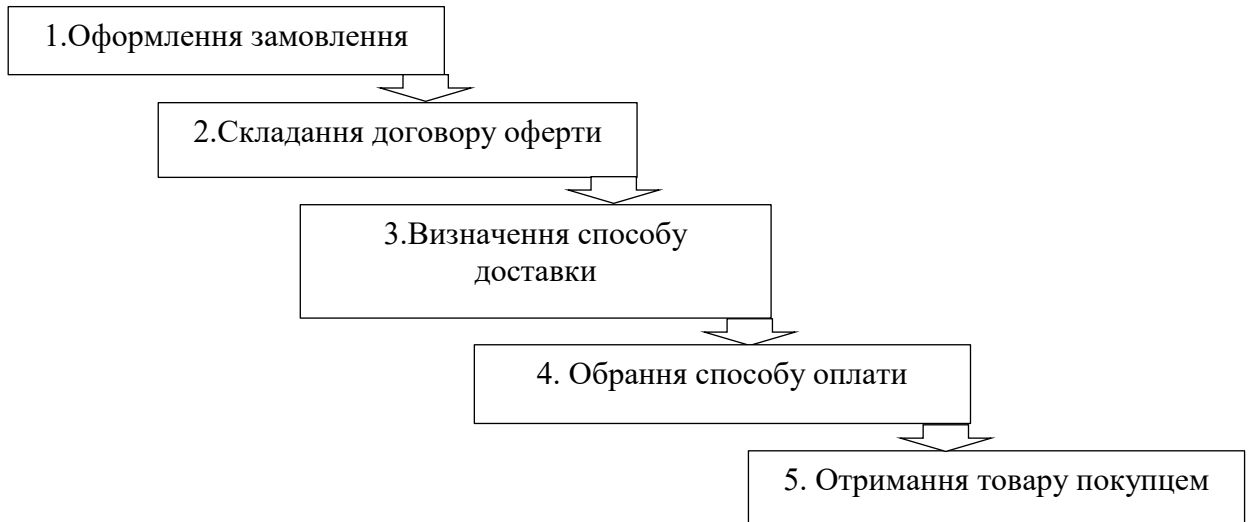 1.Оформлення замовлення
2.Складання договору оферти
3.Визначення способу
доставки
4. Обрання способу оплати
5. Отримання товару покупцем